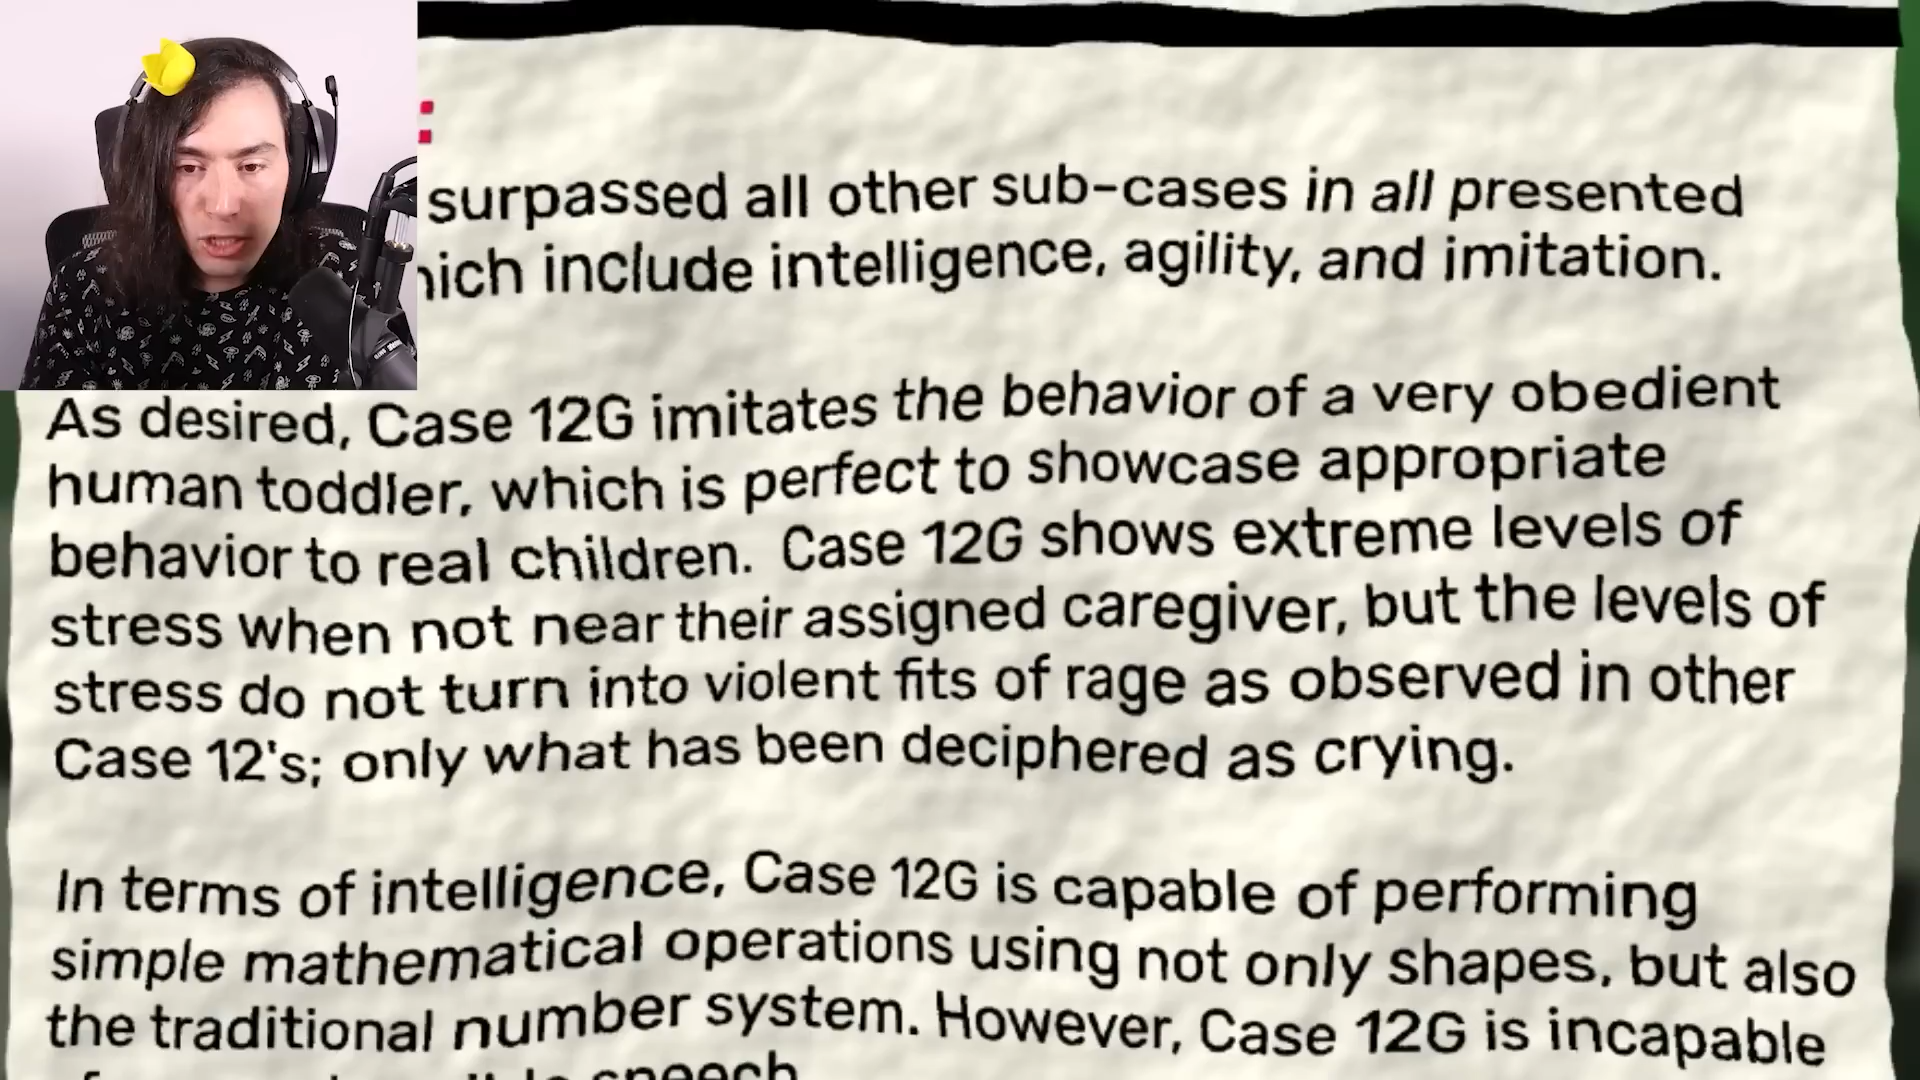 :
surpassed all other sub-cases in all presented
include intelligence, agility, and imitation.
As desired, Case 12G imitates the behavior of a very obedient
human toddler, which is perfect to showcase appropriate
behavior to real children. Case 12G shows extreme levels of
stress when not near their assigned caregiver, but the levels of
stress do not turn into violent fits of rage as observed in other
Case 12's; only what has been deciphered as crying.
In terms of intelligence, Case 12G is capable of performing
simple mathematical operations using not only shapes, but also
the traditional number system. However, Case 12G is incapable
speech